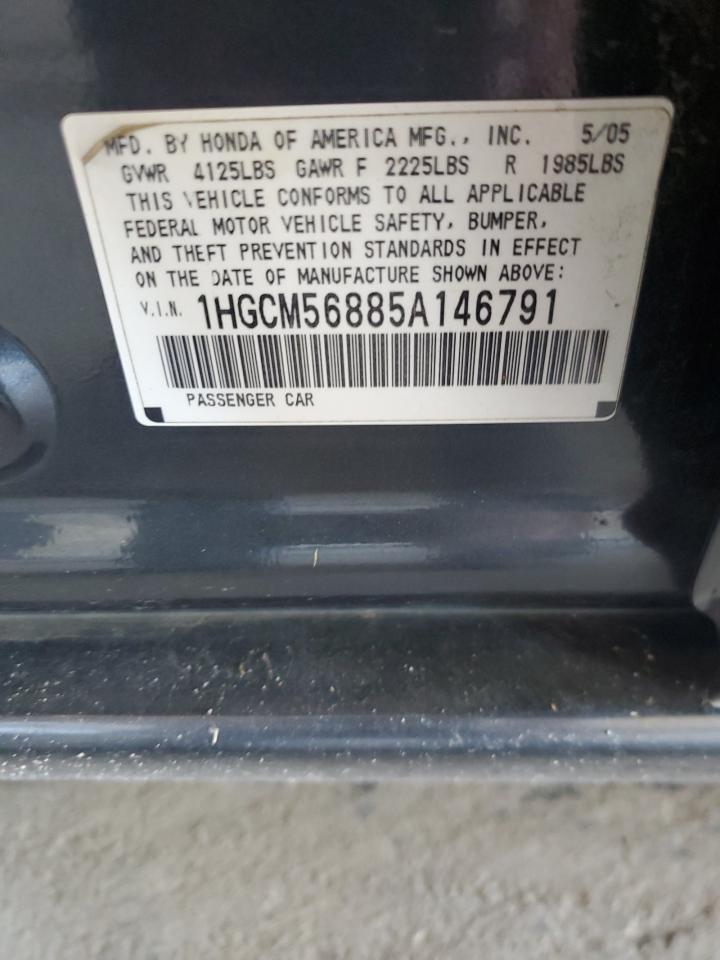 MFD. BY HONDA OF AMERICA MFG., INC. 5/05
GVWR 4125LBS GAWR F 2225LBS R 1985LBS
THIS VEHICLE CONFORMS TO ALL APPLICABLE
FEDERAL MOTOR VEHICLE SAFETY, BUMPER,
AND THEFT PREVENTION STANDARDS IN EFFECT
ON THE DATE OF MANUFACTURE SHOWN ABOVE:
V.I.N. 1HGCM56885A146791
PASSENGER CAR